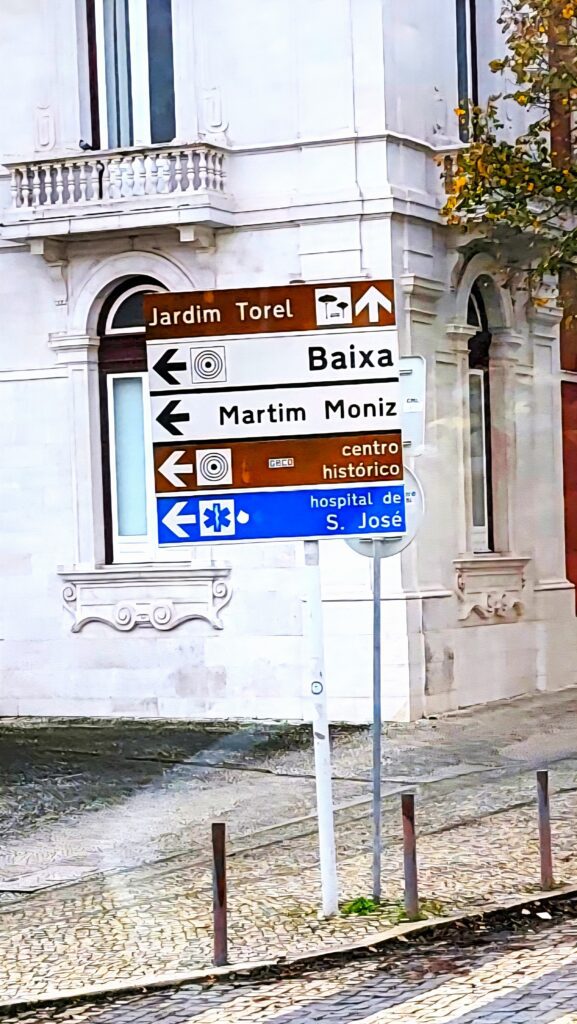 Jardim Torel
Baixa
Martim Moniz
centro
histórico
hospital de
S. José